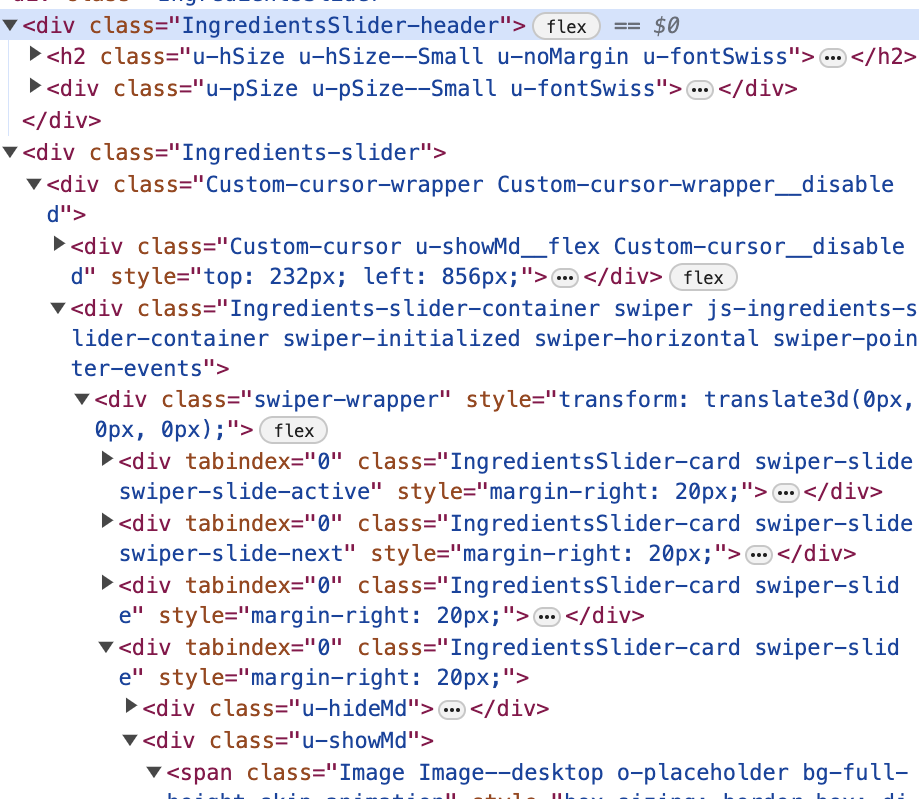 <div class="IngredientsSlider-header"> flex == $0
<h2 class="u-hSize u-hSize--Small u-noMargin u-fontSwiss">…</h2>
<div class="u-pSize u-pSize--Small u-fontSwiss">…</div>
</div>
<div class="Ingredients-slider">
<div class="Custom-cursor-wrapper Custom-cursor-wrapper__disable
d">
<div class="Custom-cursor u-showMd__flex Custom-cursor__disable
d" style="top: 232px; left: 856px;">…</div> flex
<div class="Ingredients-slider-container swiper js-ingredients-s
lider-container swiper-initialized swiper-horizontal swiper-poin
ter-events">
<div class="swiper-wrapper" style="transform: translate3d(0px,
0px, 0px);"> flex
<div tabindex="0" class="IngredientsSlider-card swiper-slide
swiper-slide-active" style="margin-right: 20px;">…</div>
<div tabindex="0" class="IngredientsSlider-card swiper-slide
swiper-slide-next" style="margin-right: 20px;">…</div>
<div tabindex="0" class="IngredientsSlider-card swiper-slid
e" style="margin-right: 20px;">…</div>
<div tabindex="0" class="IngredientsSlider-card swiper-slid
e" style="margin-right: 20px;">
<div class="u-hideMd">…</div>
<div class="u-showMd">
<span class="Image Image--desktop o-placeholder bg-full-